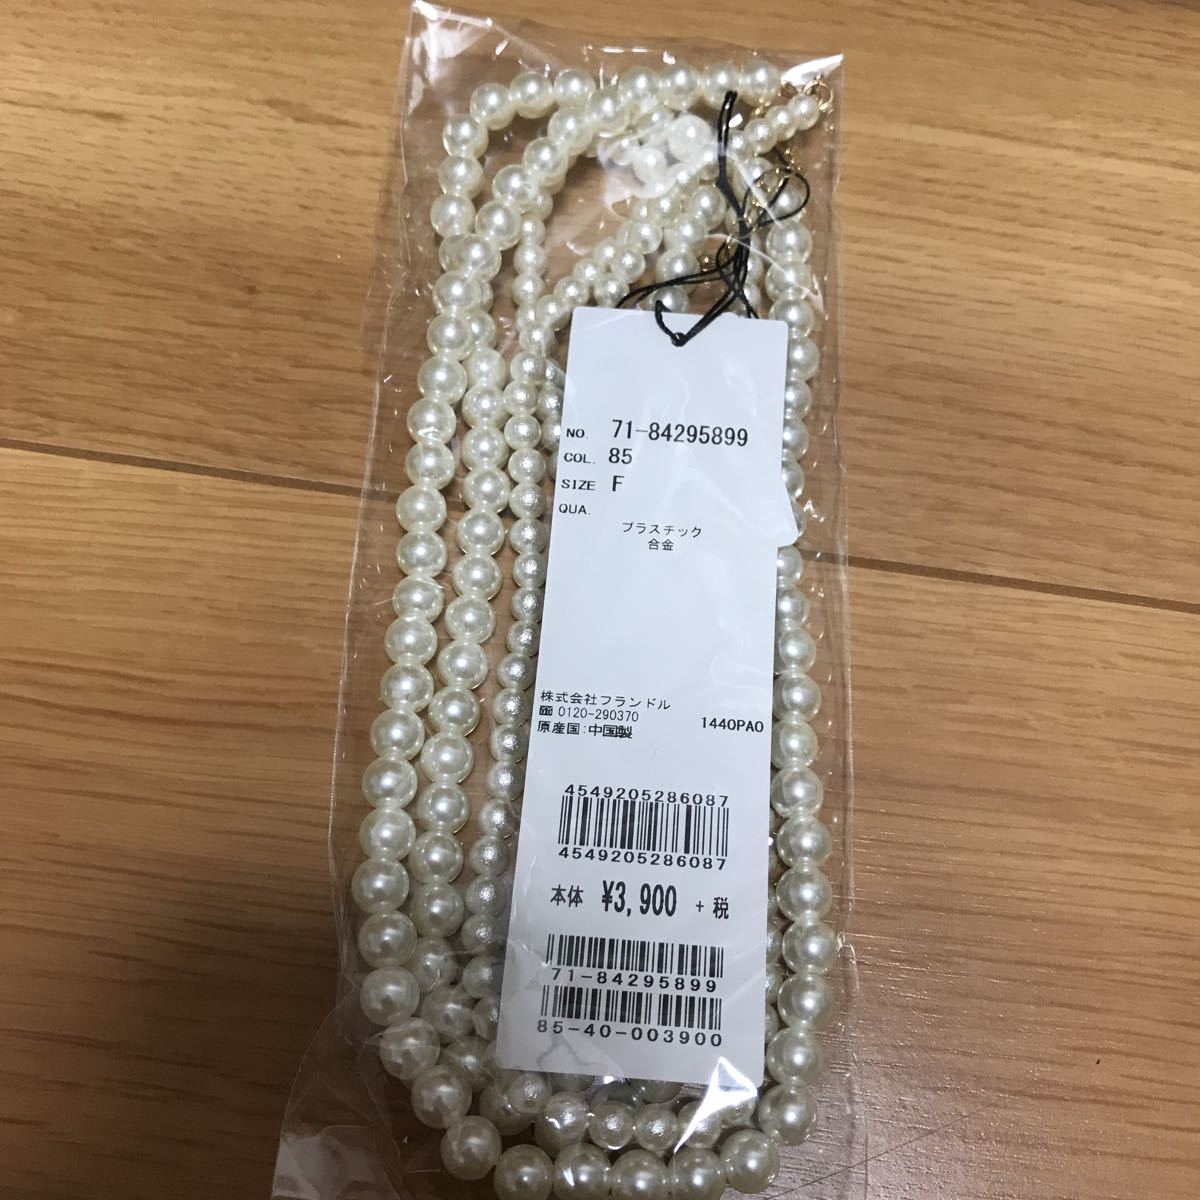 NO. 71-84295899
COL. 85
SIZE F
QUA.
プラスチック
合金
株式会社フランドル
☎ 0120-290370
1440PA0
原産国:中国製
4549205286087
4549205286087
本体 ¥3,900 +税
71-84295899
85-40-003900